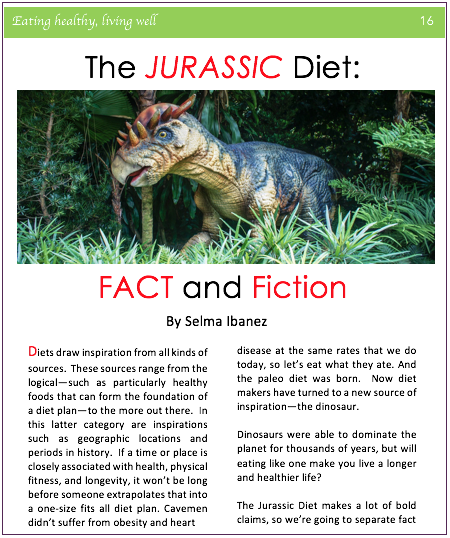 Eating healthy, living well
16
The JURASSIC Diet:
FACT and Fiction
By Selma Ibanez
Diets draw inspiration from all kinds of
sources. These sources range from the
logical—such as particularly healthy
foods that can form the foundation of
a diet plan—to the more out there. In
this latter category are inspirations
such as geographic locations and
periods in history. If a time or place is
closely associated with health, physical
fitness, and longevity, it won't be long
before someone extrapolates that into
a one-size fits all diet plan. Cavemen
didn't suffer from obesity and heart
disease at the same rates that we do
today, so let's eat what they ate. And
the paleo diet was born. Now diet
makers have turned to a new source of
inspiration—the dinosaur.
Dinosaurs were able to dominate the
planet for thousands of years, but will
eating like one make you live a longer
and healthier life?
The Jurassic Diet makes a lot of bold
claims, so we're going to separate fact